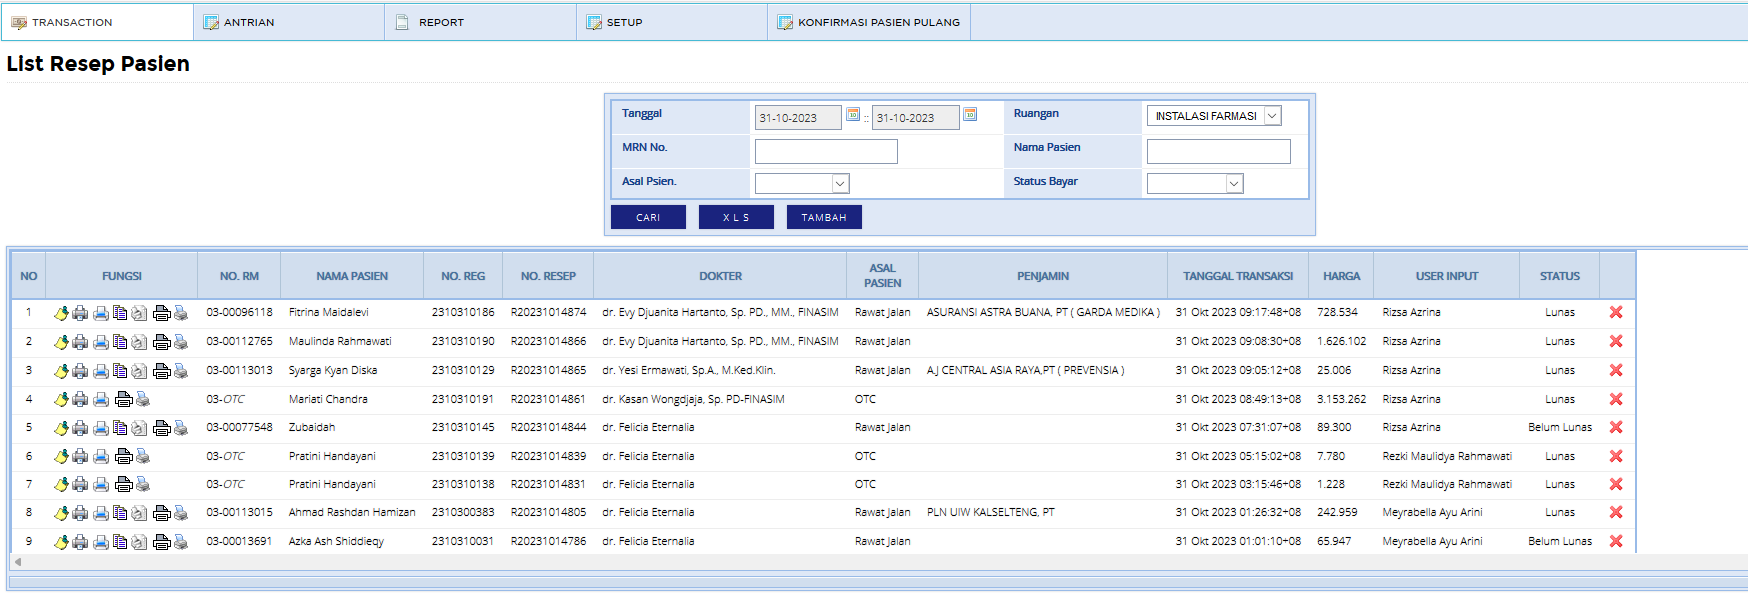 TRANSACTION ANTRIAN REPORT SETUP KONFIRMASI PASIEN PULANG
List Resep Pasien
Tanggal 31-10-2023 :: 31-10-2023 Ruangan INSTALASI FARMASI
MRN No. Nama Pasien
Asal Psien. Status Bayar
CARI X L S TAMBAH
NO FUNGSI NO. RM NAMA PASIEN NO. REG NO. RESEP DOKTER ASAL PASIEN PENJAMIN TANGGAL TRANSAKSI HARGA USER INPUT STATUS
1 03-00096118 Fitrina Maidalevi 2310310186 R20231014874 dr. Evy Djuanita Hartanto, Sp. PD., MM., FINASIM Rawat Jalan ASURANSI ASTRA BUANA, PT ( GARDA MEDIKA ) 31 Okt 2023 09:17:48+08 728.534 Rizsa Azrina Lunas
2 03-00112765 Maulinda Rahmawati 2310310190 R20231014866 dr. Evy Djuanita Hartanto, Sp. PD., MM., FINASIM Rawat Jalan 31 Okt 2023 09:08:30+08 1.626.102 Rizsa Azrina Lunas
3 03-00113013 Syarga Kyan Diska 2310310129 R20231014865 dr. Yesi Ermawati, Sp.A., M.Ked.Klin. Rawat Jalan A.J CENTRAL ASIA RAYA,PT ( PREVENSIA ) 31 Okt 2023 09:05:12+08 25.006 Rizsa Azrina Lunas
4 03-OTC Mariati Chandra 2310310191 R20231014861 dr. Kasan Wongdjaja, Sp. PD-FINASIM OTC 31 Okt 2023 08:49:13+08 3.153.262 Rizsa Azrina Lunas
5 03-00077548 Zubaidah 2310310145 R20231014844 dr. Felicia Eternalia Rawat Jalan 31 Okt 2023 07:31:07+08 89.300 Rizsa Azrina Belum Lunas
6 03-OTC Pratini Handayani 2310310139 R20231014839 dr. Felicia Eternalia OTC 31 Okt 2023 05:15:02+08 7.780 Rezki Maulidya Rahmawati Lunas
7 03-OTC Pratini Handayani 2310310138 R20231014831 dr. Felicia Eternalia OTC 31 Okt 2023 03:15:46+08 1.228 Rezki Maulidya Rahmawati Lunas
8 03-00113015 Ahmad Rashdan Hamizan 2310300383 R20231014805 dr. Felicia Eternalia Rawat Jalan PLN UIW KALSELTENG, PT 31 Okt 2023 01:26:32+08 242.959 Meyrabella Ayu Arini Lunas
9 03-00013691 Azka Ash Shiddieqy 2310310031 R20231014786 dr. Felicia Eternalia Rawat Jalan 31 Okt 2023 01:01:10+08 65.947 Meyrabella Ayu Arini Belum Lunas